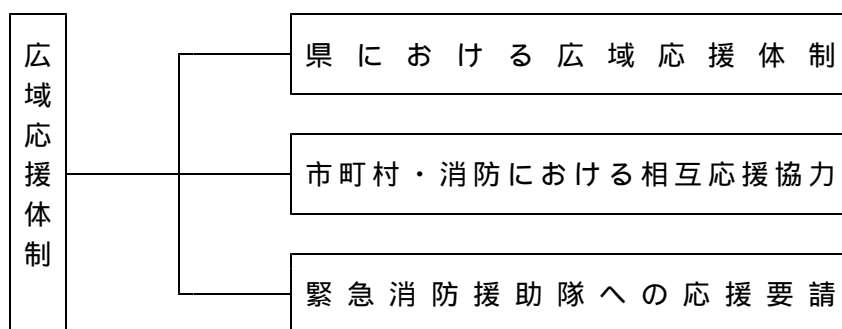 広域応援体制
県における広域応援体制
市町村・消防における相互応援協力
緊急消防援助隊への応援要請